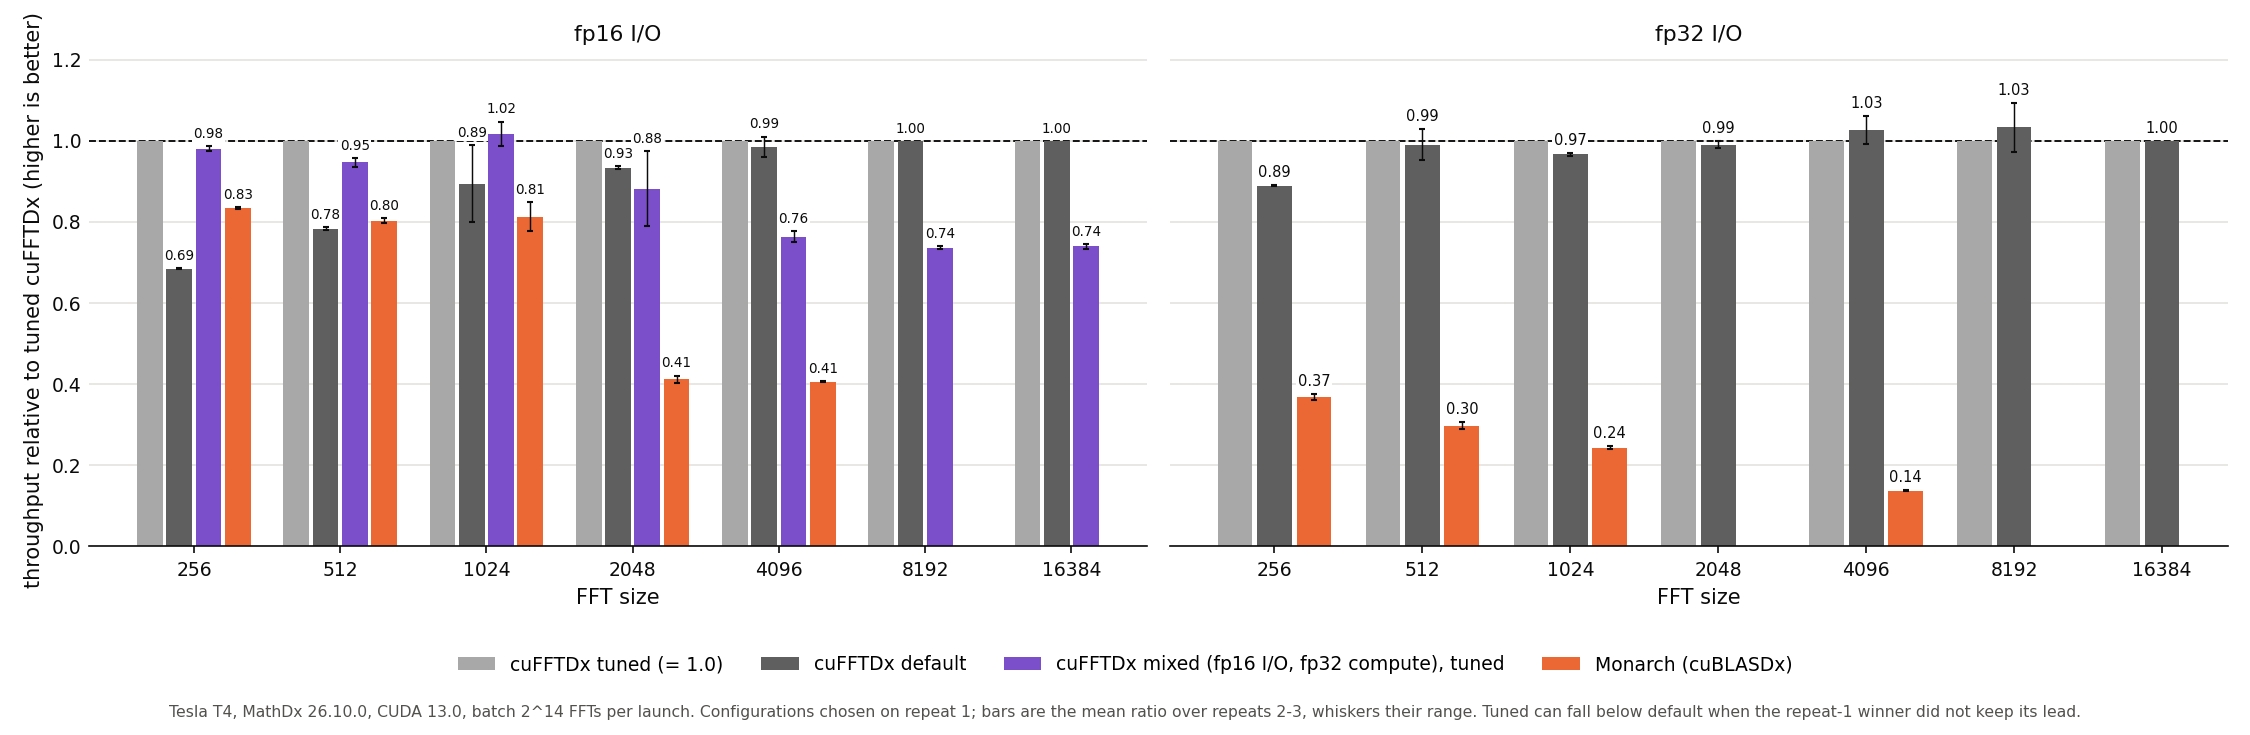 fp16 I/O
fp32 I/O
throughput relative to tuned cuFFTDx (higher is better)
1.2
1.0
0.8
0.6
0.4
0.2
0.0
0.69 0.98 0.83
0.78 0.95 0.80
0.89 1.02 0.81
0.93 0.88 0.41
0.99 0.76 0.41
1.00 0.74
1.00 0.74
256 512 1024 2048 4096 8192 16384
FFT size
0.89 0.37
0.99 0.30
0.97 0.24
0.99
1.03 0.14
1.03
1.00
256 512 1024 2048 4096 8192 16384
FFT size
cuFFTDx tuned (= 1.0) cuFFTDx default cuFFTDx mixed (fp16 I/O, fp32 compute), tuned Monarch (cuBLASDx)
Tesla T4, MathDx 26.10.0, CUDA 13.0, batch 2^14 FFTs per launch. Configurations chosen on repeat 1; bars are the mean ratio over repeats 2-3, whiskers their range. Tuned can fall below default when the repeat-1 winner did not keep its lead.